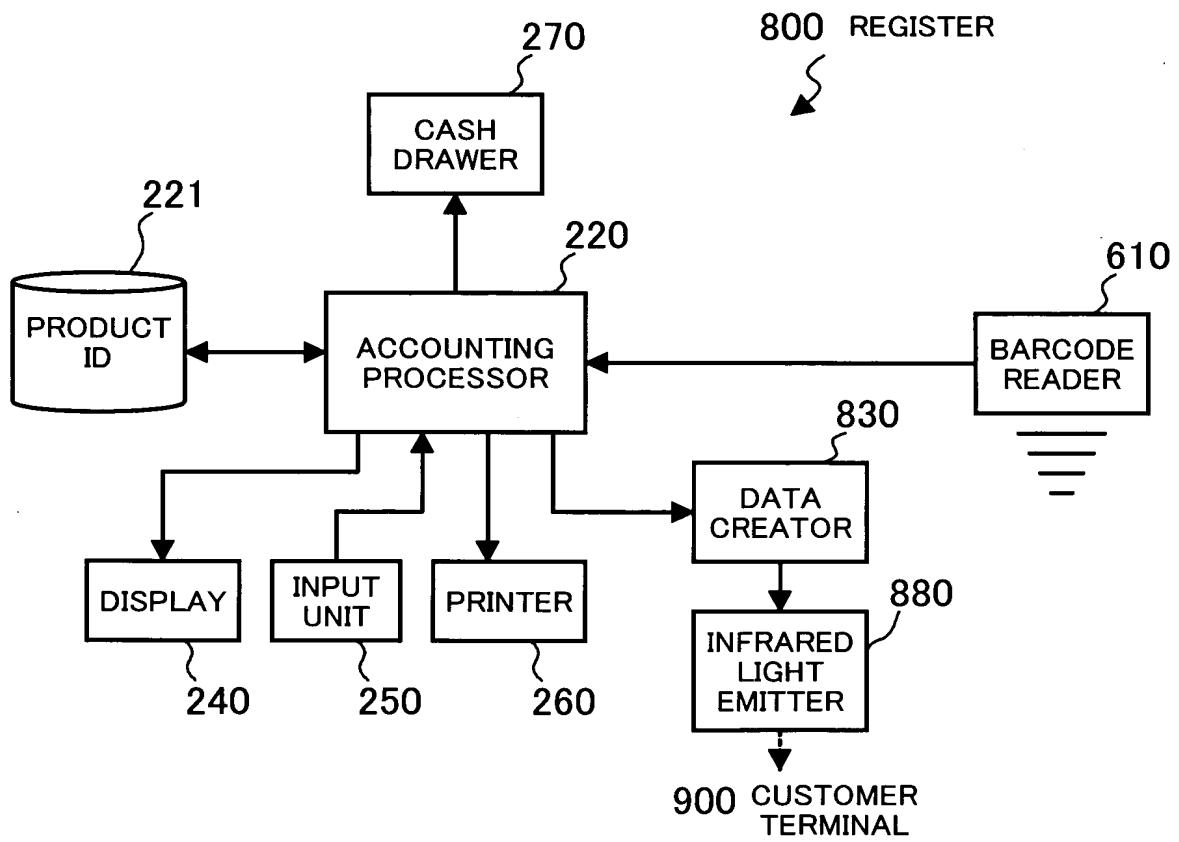 800 REGISTER
270
CASH
DRAWER
221
220
610
PRODUCT
ID
ACCOUNTING
PROCESSOR
BARCODE
READER
830
DATA
CREATOR
DISPLAY
INPUT
UNIT
PRINTER
880
240
250
260
INFRARED
LIGHT
EMITTER
900 CUSTOMER
TERMINAL